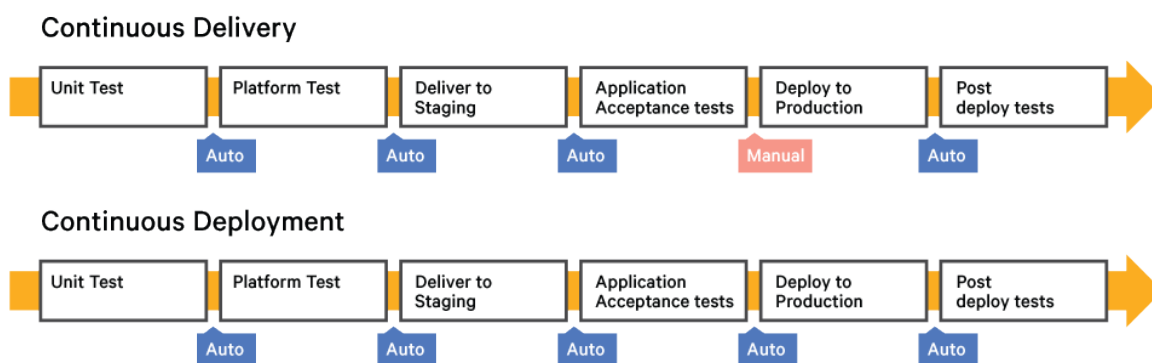 Continuous Delivery
Unit Test
Platform Test
Deliver to
Staging
Application
Acceptance tests
Deploy to
Production
Post
deploy tests
Auto
Auto
Auto
Manual
Auto
Continuous Deployment
Unit Test
Platform Test
Deliver to
Staging
Application
Acceptance tests
Deploy to
Production
Post
deploy tests
Auto
Auto
Auto
Auto
Auto